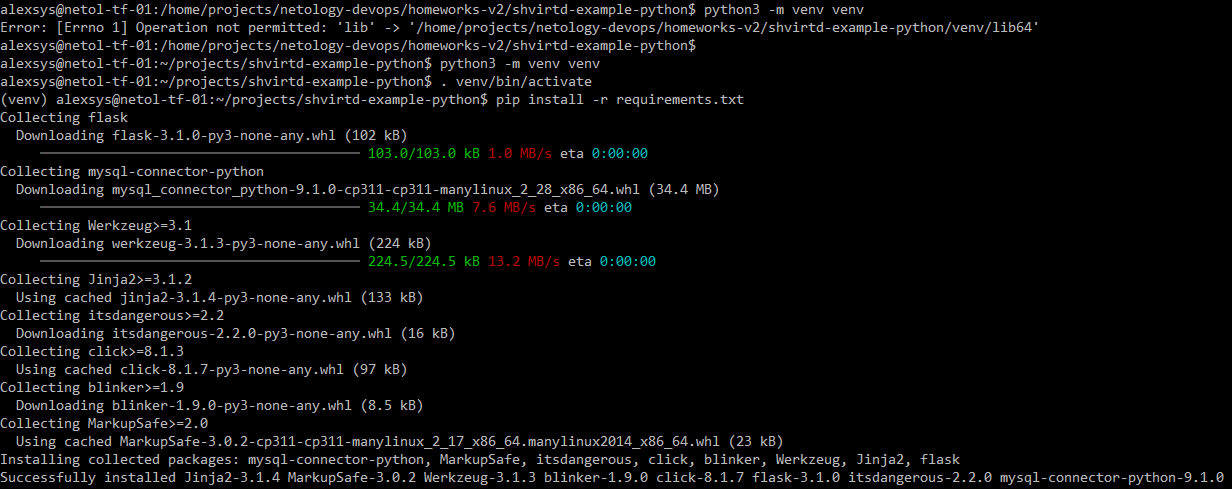 alexsys@netol-tf-01:/home/projects/netology-devops/homeworks-v2/shvirtd-example-python$ python3 -m venv venv
Error: [Errno 1] Operation not permitted: 'lib' -> '/home/projects/netology-devops/homeworks-v2/shvirtd-example-python/venv/lib64'
alexsys@netol-tf-01:/home/projects/netology-devops/homeworks-v2/shvirtd-example-python$
alexsys@netol-tf-01:~/projects/shvirtd-example-python$ python3 -m venv venv
alexsys@netol-tf-01:~/projects/shvirtd-example-python$ . venv/bin/activate
(venv) alexsys@netol-tf-01:~/projects/shvirtd-example-python$ pip install -r requirements.txt
Collecting flask
  Downloading flask-3.1.0-py3-none-any.whl (102 kB)
103.0/103.0 kB 1.0 MB/s eta 0:00:00
Collecting mysql-connector-python
  Downloading mysql_connector_python-9.1.0-cp311-cp311-manylinux_2_28_x86_64.whl (34.4 MB)
34.4/34.4 MB 7.6 MB/s eta 0:00:00
Collecting Werkzeug>=3.1
  Downloading werkzeug-3.1.3-py3-none-any.whl (224 kB)
224.5/224.5 kB 13.2 MB/s eta 0:00:00
Collecting Jinja2>=3.1.2
  Using cached jinja2-3.1.4-py3-none-any.whl (133 kB)
Collecting itsdangerous>=2.2
  Downloading itsdangerous-2.2.0-py3-none-any.whl (16 kB)
Collecting click>=8.1.3
  Using cached click-8.1.7-py3-none-any.whl (97 kB)
Collecting blinker>=1.9
  Downloading blinker-1.9.0-py3-none-any.whl (8.5 kB)
Collecting MarkupSafe>=2.0
  Using cached MarkupSafe-3.0.2-cp311-cp311-manylinux_2_17_x86_64.manylinux2014_x86_64.whl (23 kB)
Installing collected packages: mysql-connector-python, MarkupSafe, itsdangerous, click, blinker, Werkzeug, Jinja2, flask
Successfully installed Jinja2-3.1.4 MarkupSafe-3.0.2 Werkzeug-3.1.3 blinker-1.9.0 click-8.1.7 flask-3.1.0 itsdangerous-2.2.0 mysql-connector-python-9.1.0